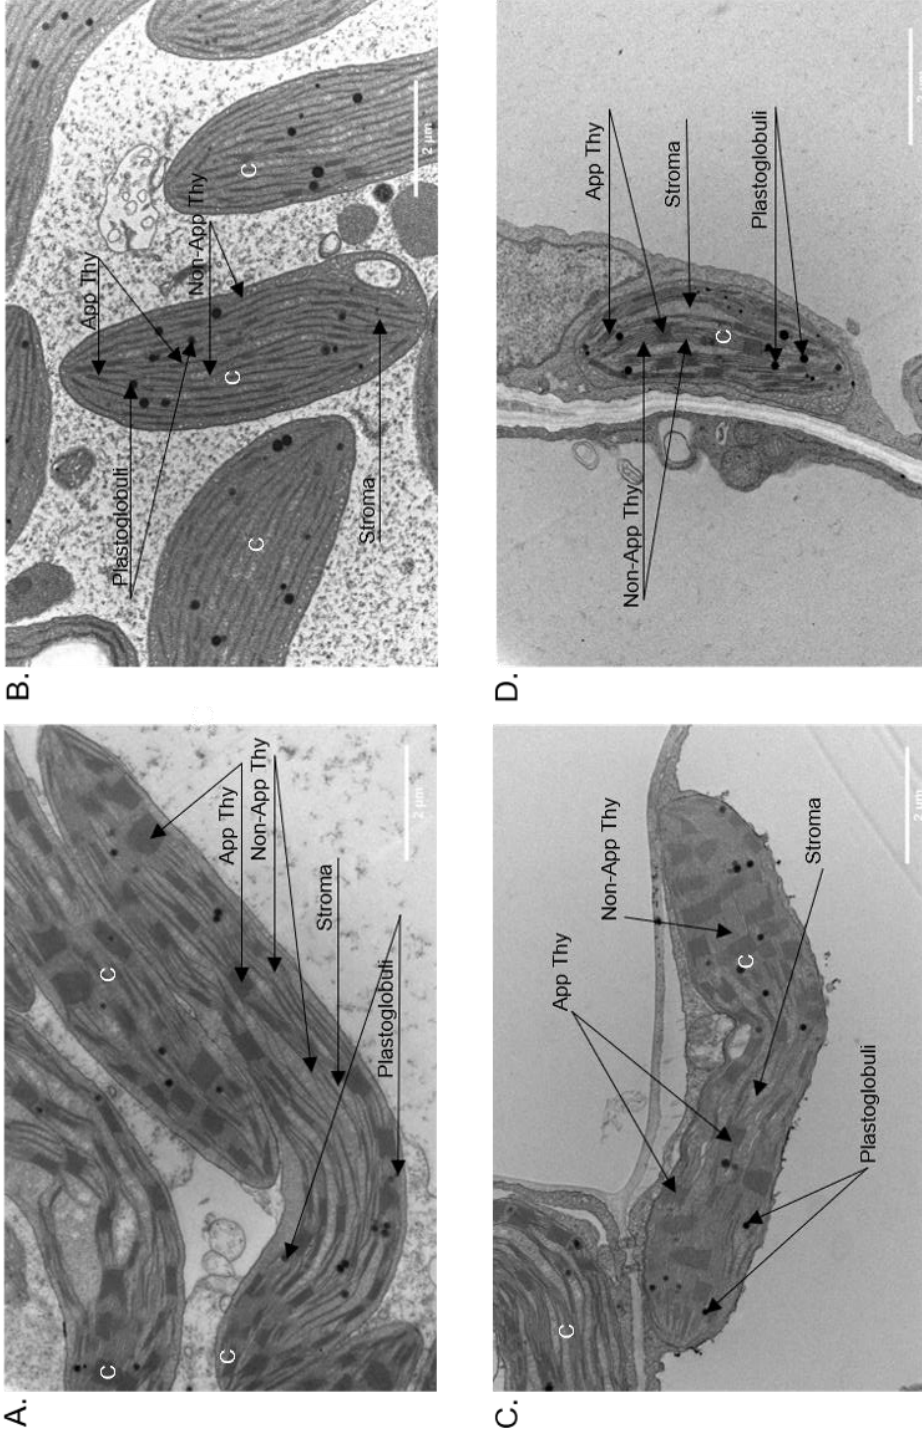 A.
C
C
C
App Thy
Non-App Thy
Stroma
Plastoglobuli
2 µm
B.
App Thy
Non-App Thy
Plastoglobuli
Stroma
C
C
C
2 µm
C.
App Thy
Non-App Thy
Stroma
Plastoglobuli
C
C
2 µm
D.
App Thy
Stroma
Plastoglobuli
Non-App Thy
C